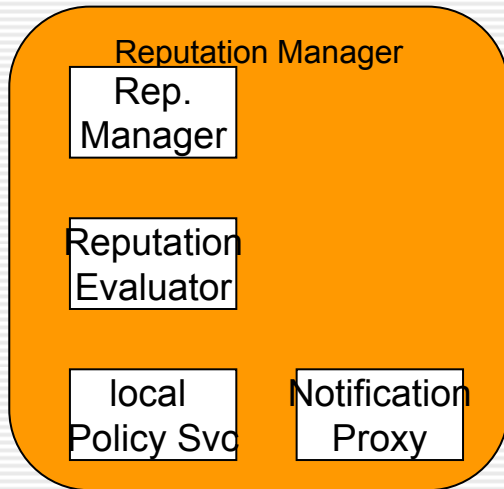 Reputation Manager
Rep.
Manager
Reputation
Evaluator
local
Policy Svc
Notification
Proxy